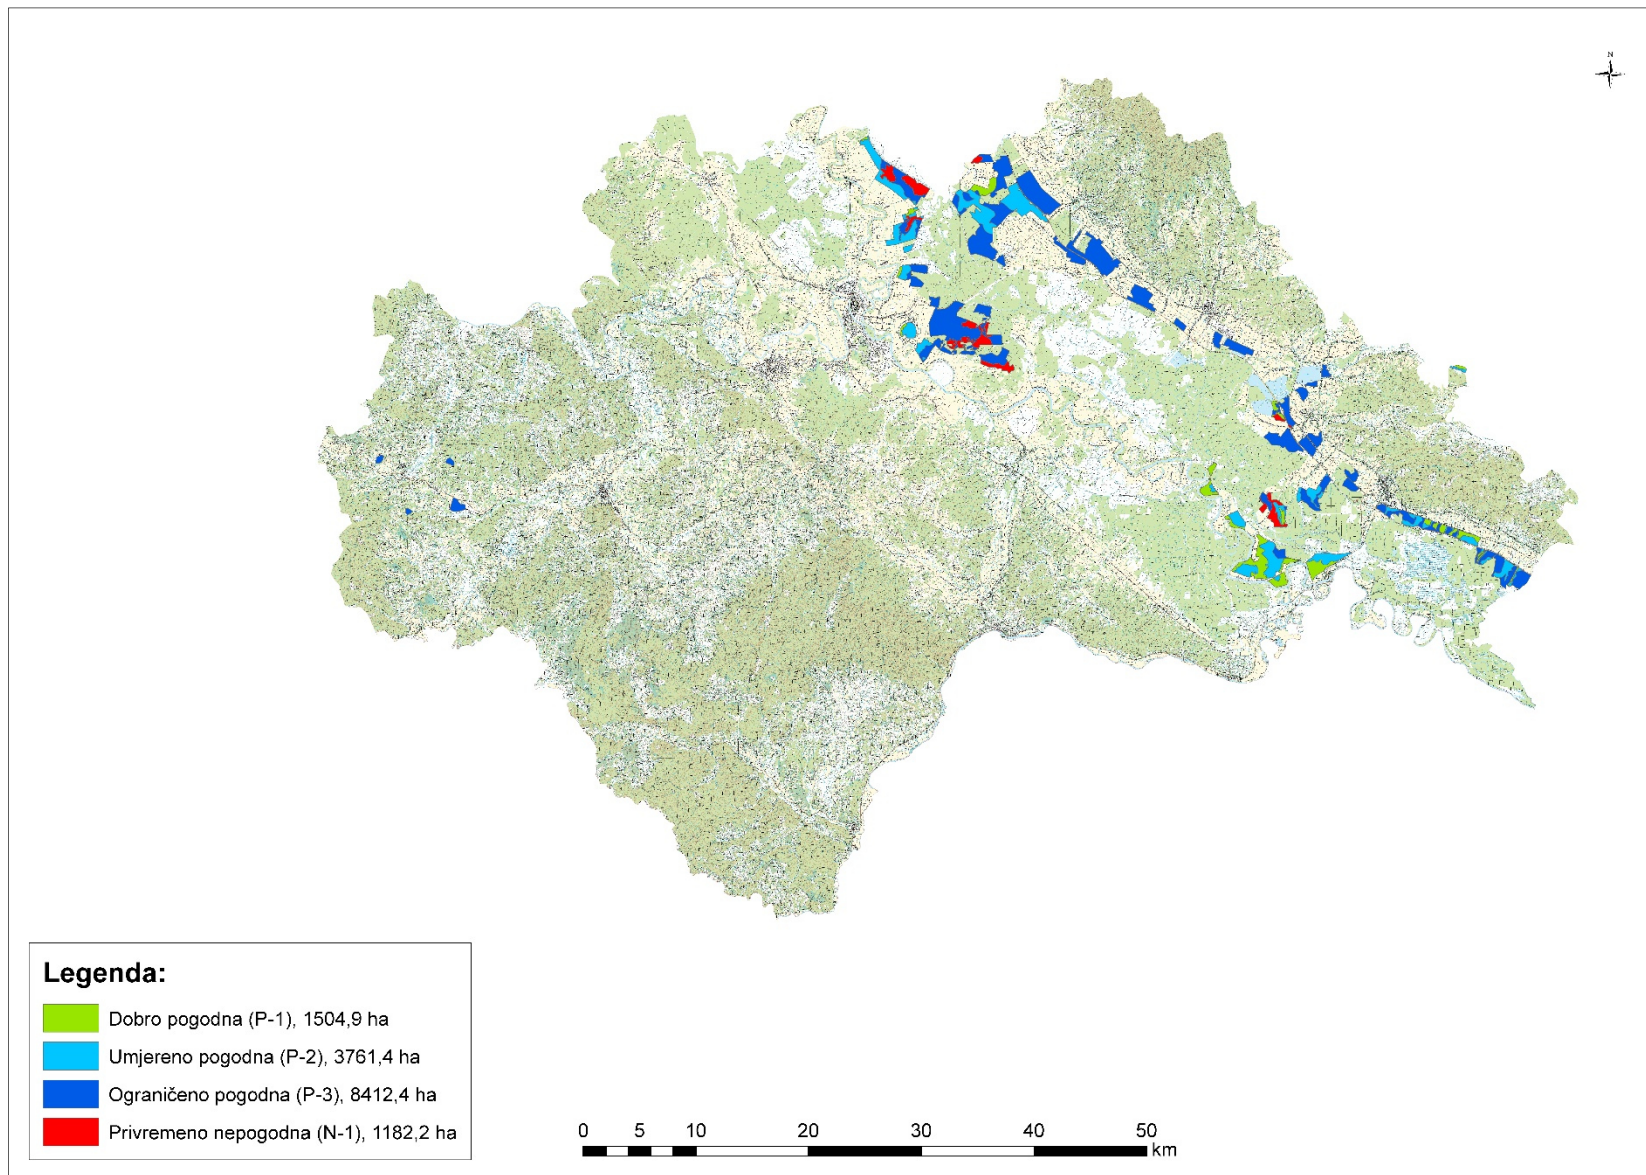 N
Legenda:
Dobro pogodna (P-1), 1504,9 ha
Umjereno pogodna (P-2), 3761,4 ha
Ograničeno pogodna (P-3), 8412,4 ha
Privremeno nepogodna (N-1), 1182,2 ha
0 5 10 20 30 40 50
km